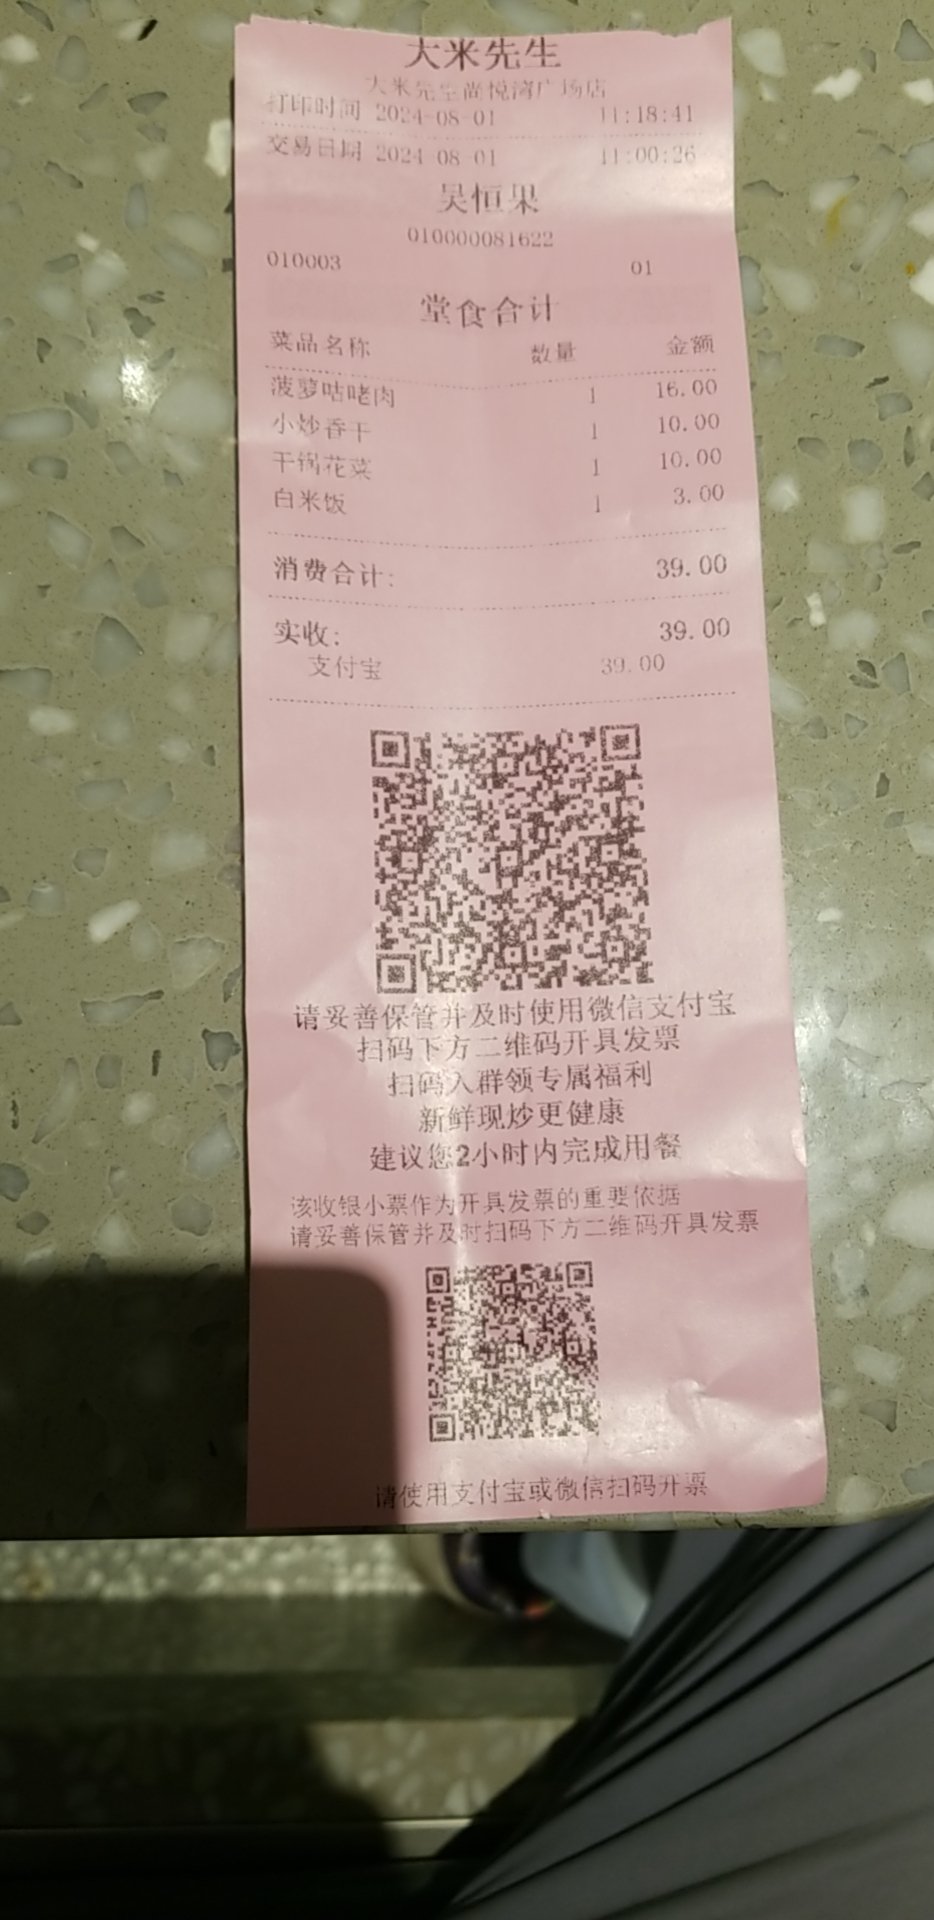 大米先生
大米先生尚悦湾广场店
打印时间 2024-08-01 11:18:41
交易日期 2024-08-01 11:00:26
吴恒果
010000081622
010003 01
堂食合计
菜品名称 数量 金额
菠萝咕咾肉 1 16.00
小炒香干 1 10.00
干锅花菜 1 10.00
白米饭 1 3.00
消费合计: 39.00
实收: 39.00
支付宝 39.00
请妥善保管并及时使用微信支付宝
扫码下方二维码开具发票
扫码入群领专属福利
新鲜现炒更健康
建议您2小时内完成用餐
该收银小票作为开具发票的重要依据
请妥善保管并及时扫码下方二维码开具发票
请使用支付宝或微信扫码开票